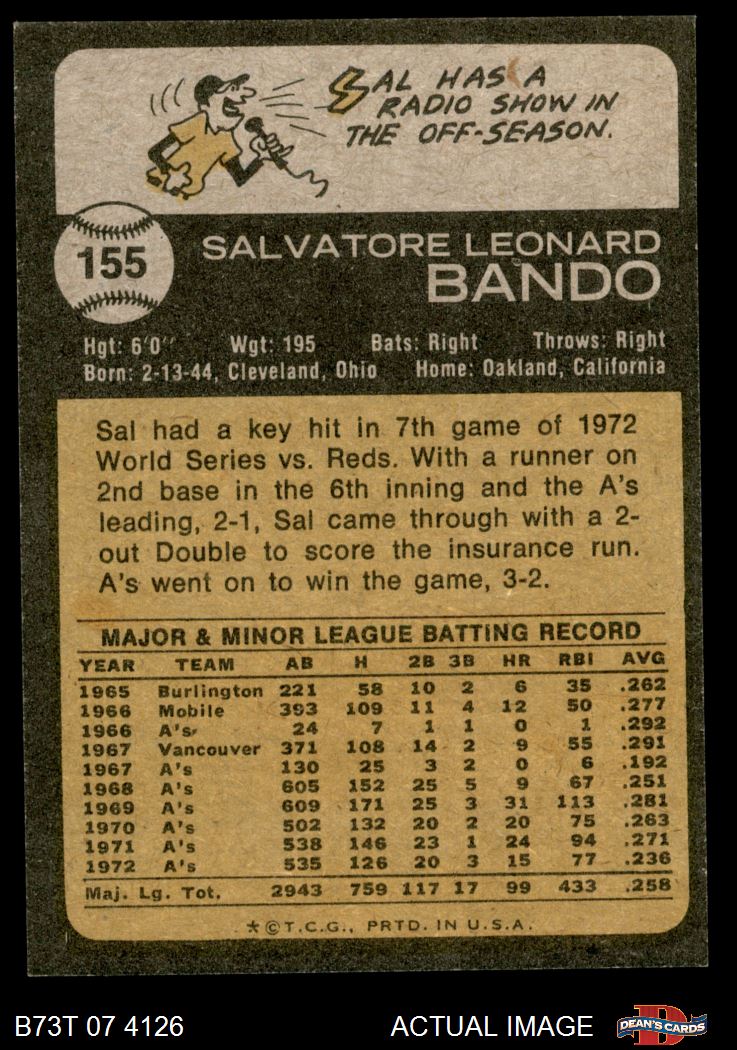 SAL HAS A
RADIO SHOW IN
THE OFF-SEASON.
155
SALVATORE LEONARD
BANDO
Hgt: 6'0" Wgt: 195 Bats: Right Throws: Right
Born: 2-13-44, Cleveland, Ohio Home: Oakland, California
Sal had a key hit in 7th game of 1972
World Series vs. Reds. With a runner on
2nd base in the 6th inning and the A's
leading, 2-1, Sal came through with a 2-
out Double to score the insurance run.
A's went on to win the game, 3-2.
MAJOR & MINOR LEAGUE BATTING RECORD
YEAR TEAM AB H 2B 3B HR RBI AVG
1965 Burlington 221 58 10 2 6 35 .262
1966 Mobile 393 109 11 4 12 50 .277
1966 A's 24 7 1 1 0 1 .292
1967 Vancouver 371 108 14 2 9 55 .291
1967 A's 130 25 3 2 0 6 .192
1968 A's 605 152 25 5 9 67 .251
1969 A's 609 171 25 3 31 113 .281
1970 A's 502 132 20 2 20 75 .263
1971 A's 538 146 23 1 24 94 .271
1972 A's 535 126 20 3 15 77 .236
Maj. Lg. Tot. 2943 759 117 17 99 433 .258
*©T.C.G., PRTD. IN U.S.A.
B73T 07 4126 ACTUAL IMAGE D DEAN'S CARDS